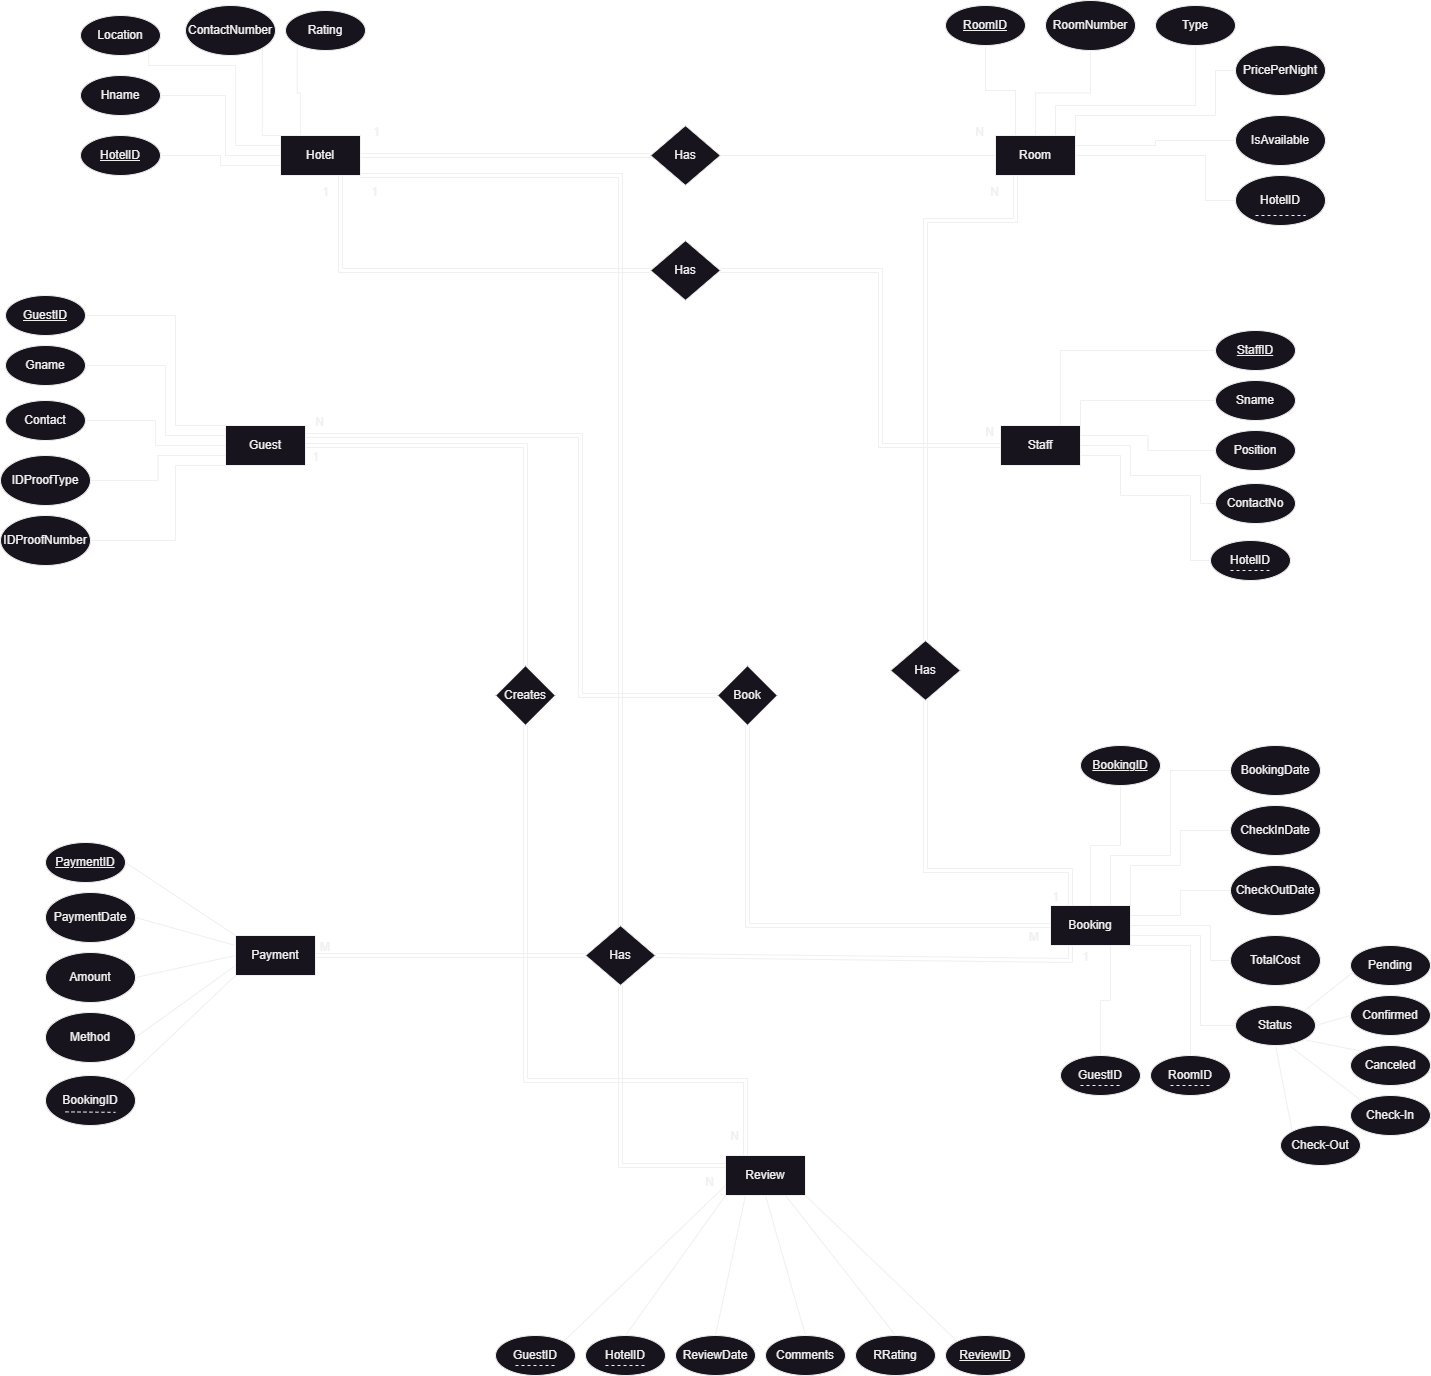 Location
ContactNumber
Rating
Hname
HotelID
Hotel
1
1
1
Has
N
RoomID
RoomNumber
Type
PricePerNight
IsAvailable
HotelID
Room
N
Has
GuestID
Gname
Contact
IDProofType
IDProofNumber
Guest
N
1
StaffID
Sname
Position
ContactNo
HotelID
N
Staff
Creates
Book
Has
BookingID
BookingDate
CheckInDate
CheckOutDate
TotalCost
Status
Pending
Confirmed
Canceled
Check-In
Check-Out
1
Booking
M
1
GuestID
RoomID
PaymentID
PaymentDate
Amount
Method
BookingID
Payment
M
Has
N
Review
N
GuestID
HotelID
ReviewDate
Comments
RRating
ReviewID